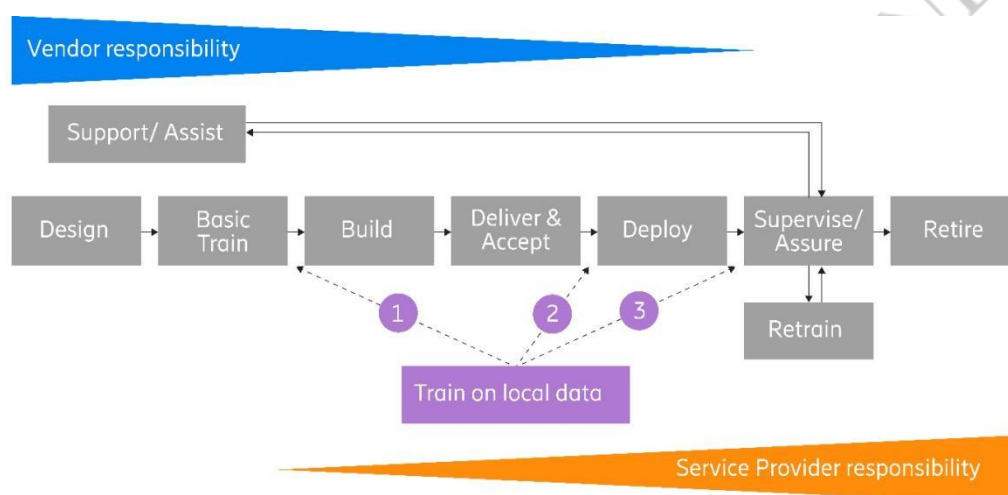 Vendor responsibility
Support/ Assist
Design
Basic
Train
Build
Deliver &
Accept
Deploy
Supervise/
Assure
Retire
1
2
3
Retrain
Train on local data
Service Provider responsibility